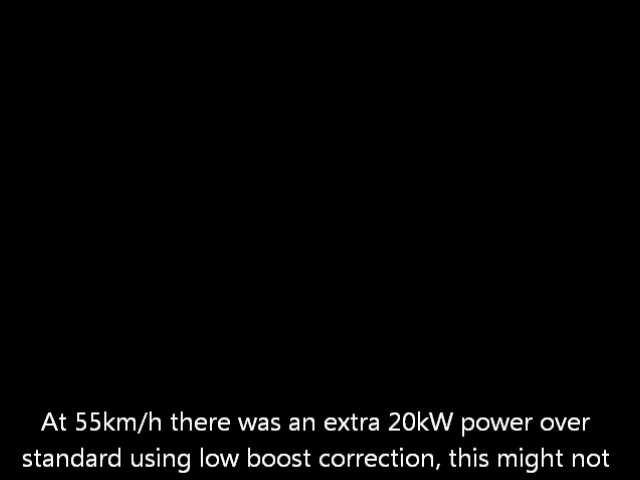 At 55km/h there was an extra 20kW power over
standard using low boost correction, this might not